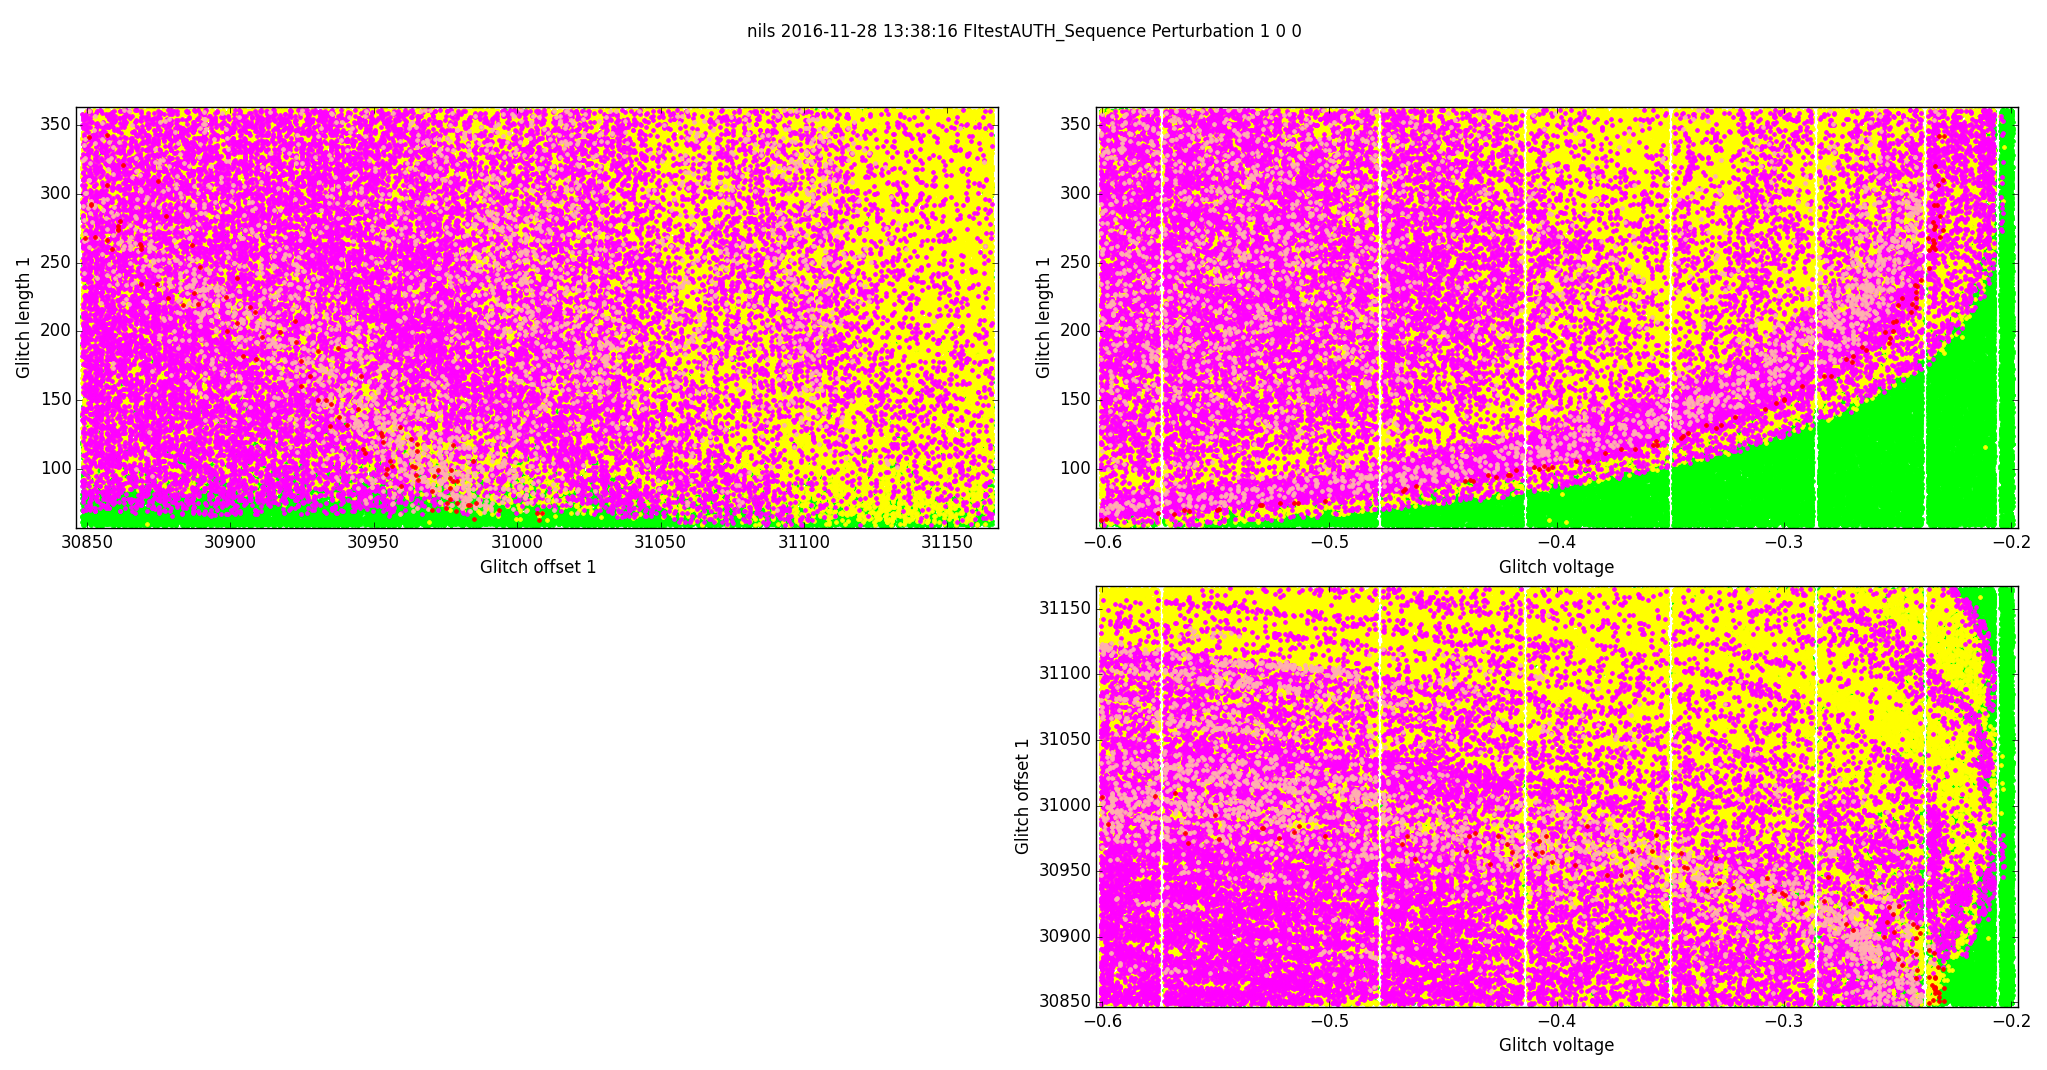 nils 2016-11-28 13:38:16 FItestAUTH_Sequence Perturbation 1 0 0
350
300
250
200
150
100
Glitch length 1
30850 30900 30950 31000 31050 31100 31150
Glitch offset 1
350
300
250
200
150
100
Glitch length 1
−0.6 −0.5 −0.4 −0.3 −0.2
Glitch voltage
31150
31100
31050
31000
30950
30900
30850
Glitch offset 1
−0.6 −0.5 −0.4 −0.3 −0.2
Glitch voltage